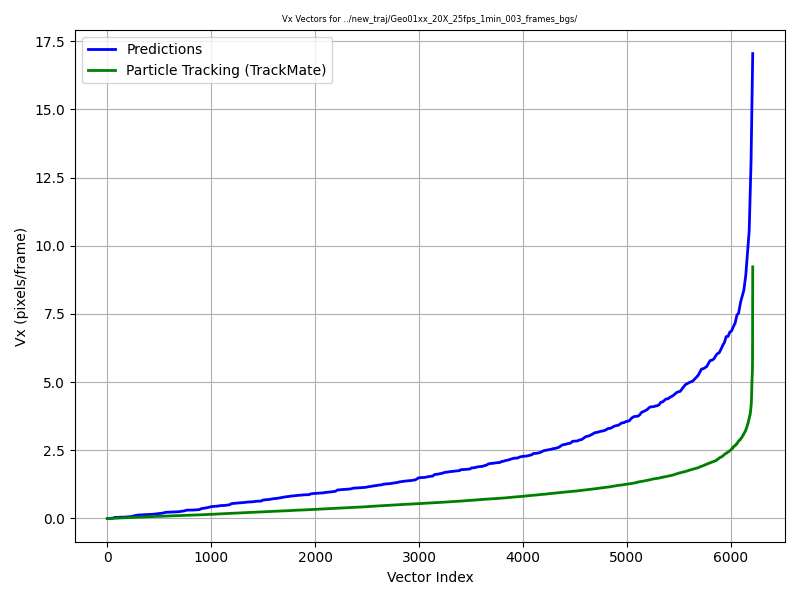 Vx Vectors for ../new_traj/Geo01xx_20X_25fps_1min_003_frames_bgs/
Predictions
Particle Tracking (TrackMate)
17.5
15.0
12.5
10.0
7.5
5.0
2.5
0.0
Vx (pixels/frame)
0 1000 2000 3000 4000 5000 6000
Vector Index